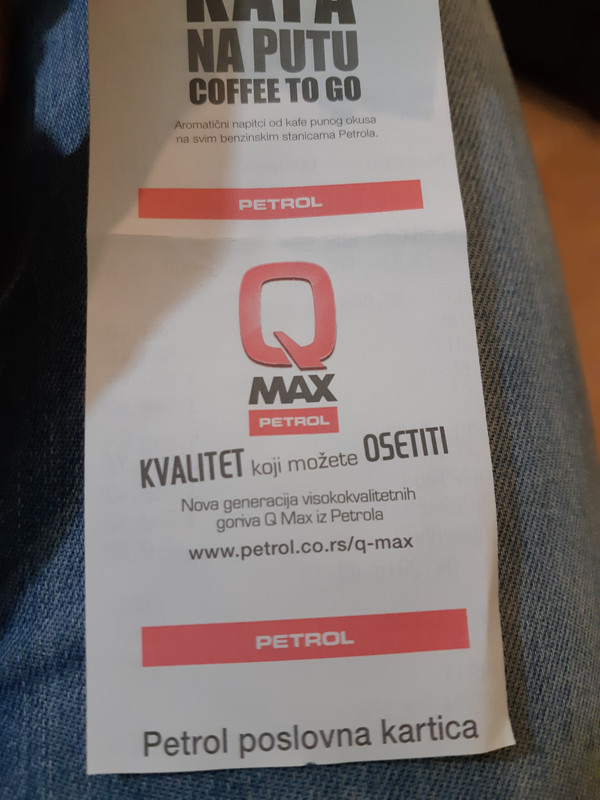 NA PUTU
COFFEE TO GO
Aromatični napitci od kafe punog okusa
na svim benzinskim stanicama Petrola.
PETROL
Q
MAX
PETROL
KVALITET koji možete OSETITI
Nova generacija visokokvalitetnih
goriva Q Max iz Petrola
www.petrol.co.rs/q-max
PETROL
Petrol poslovna kartica